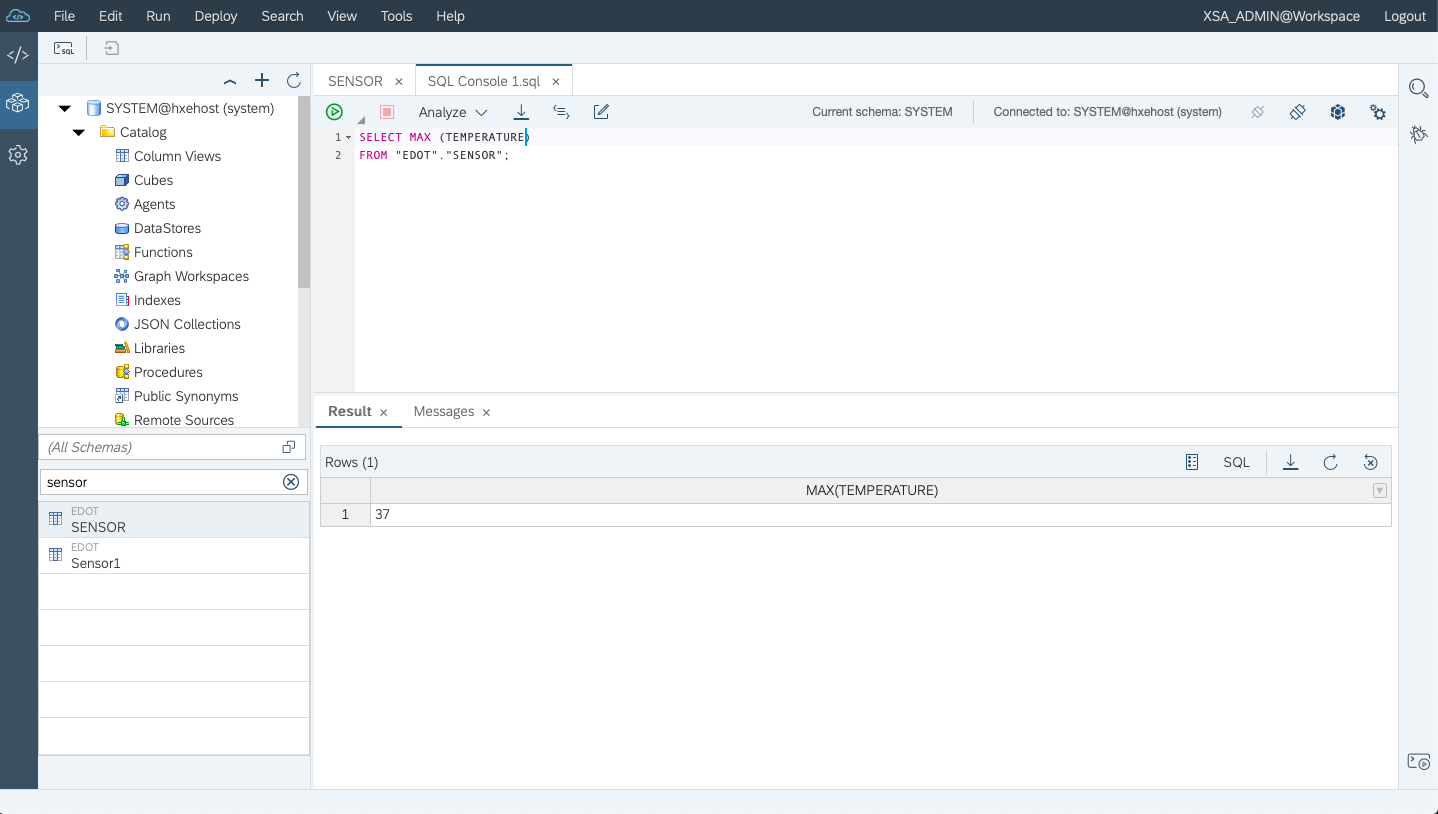 File Edit Run Deploy Search View Tools Help XSA_ADMIN@Workspace Logout
SQL
SYSTEM@hxehost (system)
Catalog
Column Views
Cubes
Agents
DataStores
Functions
Graph Workspaces
Indexes
JSON Collections
Libraries
Procedures
Public Synonyms
Remote Sources
(All Schemas)
sensor
EDOT
SENSOR
EDOT
Sensor1
SENSOR × SQL Console 1.sql ×
Analyze Current schema: SYSTEM Connected to: SYSTEM@hxehost (system)
1 SELECT MAX (TEMPERATURE)
2 FROM "EDOT"."SENSOR";
Result × Messages ×
Rows (1) SQL
MAX(TEMPERATURE)
1 37